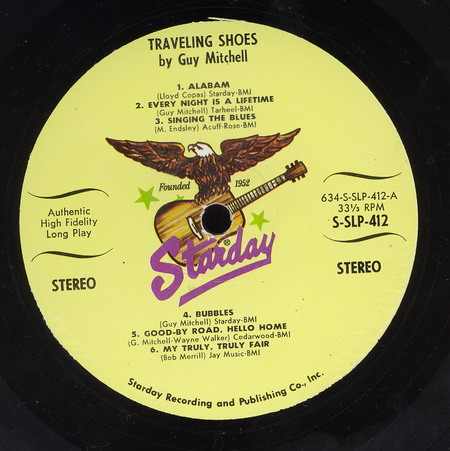 TRAVELING SHOES
by Guy Mitchell
1. ALABAM
(Lloyd Copas) Starday-BMI
2. EVERY NIGHT iS A LIFETIME
(Guy Mitchell) Tarheel-BMI
3. SINGING THE BLUES
(M. Endsley) Acuff-Rose-BMI
Founded 1952
Authentic
High Fidelity
Long Play
634-S-SLP-412-A
33⅓ RPM
S-SLP-412
Starday®
STEREO
STEREO
4. BUBBLES
(Guy Mitchell) Starday-BMI
5. GOOD-BY ROAD, HELLO HOME
(G. Mitchell-Wayne Walker) Cedarwood-BMI
6. MY TRULY, TRULY FAIR
(Bob Merrill) Jay Music-BMI
Starday Recording and Publishing Co., Inc.